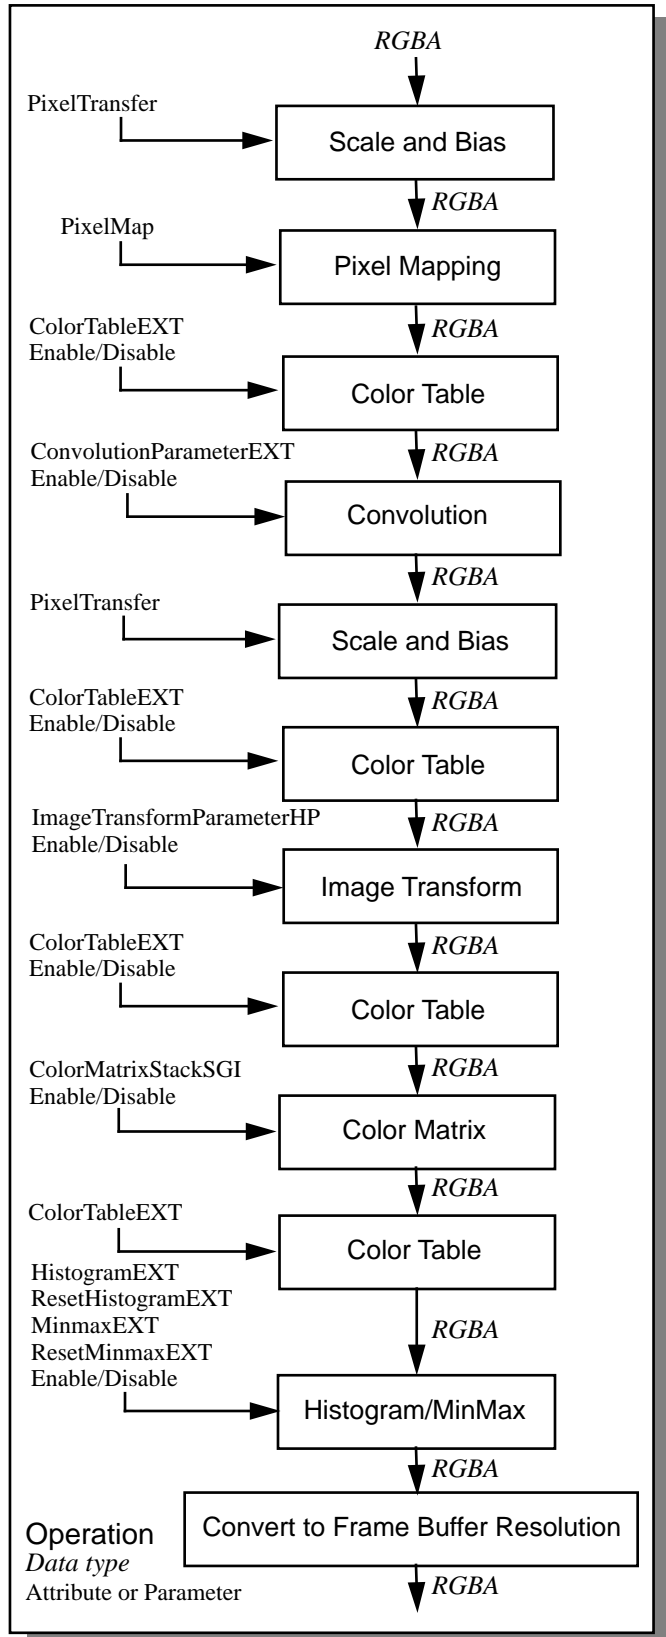 RGBA
PixelTransfer
Scale and Bias
RGBA
PixelMap
Pixel Mapping
RGBA
ColorTableEXT
Enable/Disable
Color Table
RGBA
ConvolutionParameterEXT
Enable/Disable
Convolution
RGBA
PixelTransfer
Scale and Bias
RGBA
ColorTableEXT
Enable/Disable
Color Table
RGBA
ImageTransformParameterHP
Enable/Disable
Image Transform
RGBA
ColorTableEXT
Enable/Disable
Color Table
RGBA
ColorMatrixStackSGI
Enable/Disable
Color Matrix
RGBA
ColorTableEXT
Color Table
HistogramEXT
ResetHistogramEXT
MinmaxEXT
ResetMinmaxEXT
Enable/Disable
RGBA
Histogram/MinMax
RGBA
Convert to Frame Buffer Resolution
RGBA
Operation
Data type
Attribute or Parameter